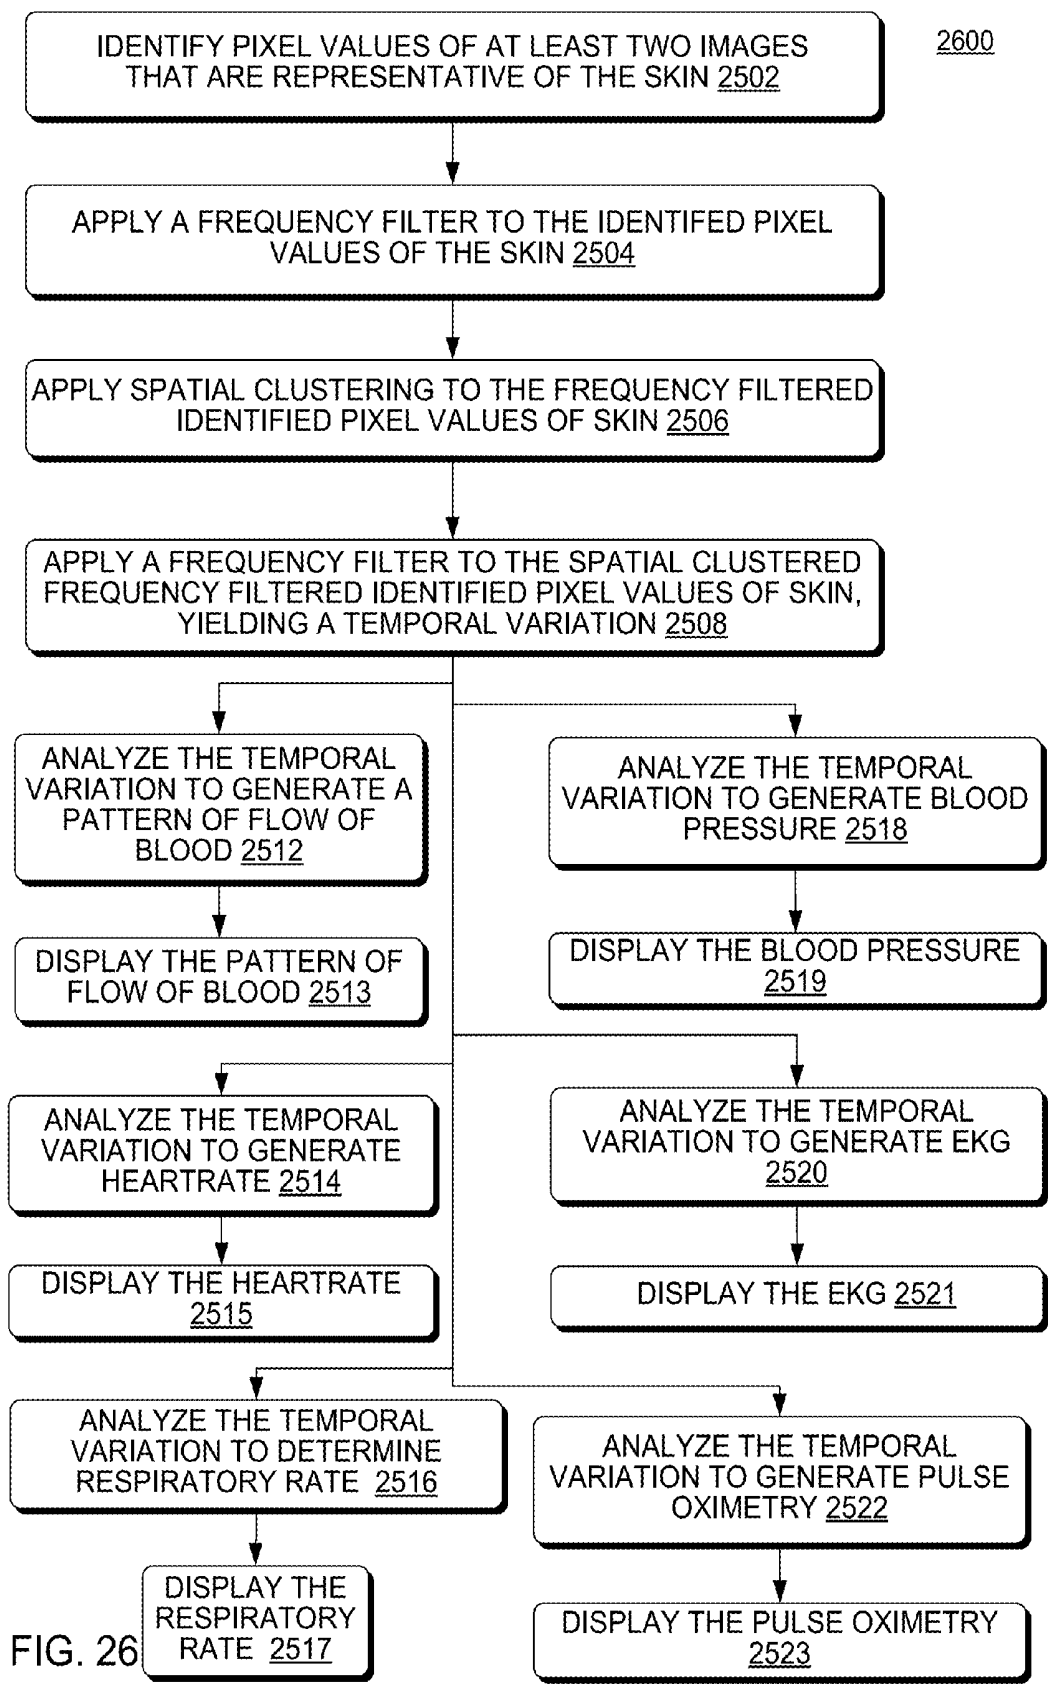 IDENTIFY PIXEL VALUES OF AT LEAST TWO IMAGES
THAT ARE REPRESENTATIVE OF THE SKIN 2502
2600
APPLY A FREQUENCY FILTER TO THE IDENTIFED PIXEL
VALUES OF THE SKIN 2504
APPLY SPATIAL CLUSTERING TO THE FREQUENCY FILTERED
IDENTIFIED PIXEL VALUES OF SKIN 2506
APPLY A FREQUENCY FILTER TO THE SPATIAL CLUSTERED
FREQUENCY FILTERED IDENTIFIED PIXEL VALUES OF SKIN,
YIELDING A TEMPORAL VARIATION 2508
ANALYZE THE TEMPORAL
VARIATION TO GENERATE A
PATTERN OF FLOW OF
BLOOD 2512
DISPLAY THE PATTERN OF
FLOW OF BLOOD 2513
ANALYZE THE TEMPORAL
VARIATION TO GENERATE BLOOD
PRESSURE 2518
DISPLAY THE BLOOD PRESSURE
2519
ANALYZE THE TEMPORAL
VARIATION TO GENERATE
HEARTRATE 2514
DISPLAY THE HEARTRATE
2515
ANALYZE THE TEMPORAL
VARIATION TO GENERATE EKG
2520
DISPLAY THE EKG 2521
ANALYZE THE TEMPORAL
VARIATION TO DETERMINE
RESPIRATORY RATE 2516
DISPLAY THE
RESPIRATORY
RATE 2517
ANALYZE THE TEMPORAL
VARIATION TO GENERATE PULSE
OXIMETRY 2522
DISPLAY THE PULSE OXIMETRY
2523
FIG. 26